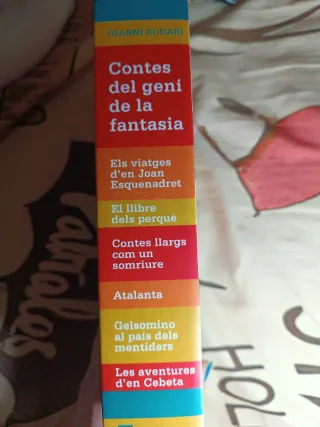 GIANNI RODARI
Contes
del geni
de la
fantasia
Els viatges
d'en Joan
Esquenadret
El llibre
dels perquè
Contes llargs
com un
somriure
Atalanta
Gelsomino
al país dels
mentiders
Les aventures
d'en Cebeta